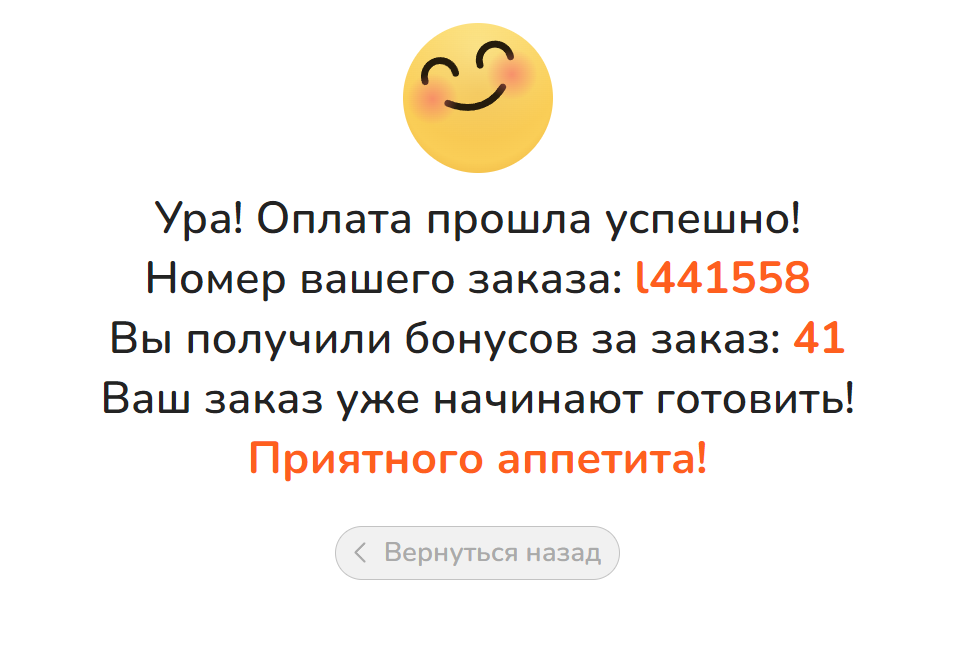 Ура! Оплата прошла успешно!
Номер вашего заказа: l441558
Вы получили бонусов за заказ: 41
Ваш заказ уже начинают готовить!
Приятного аппетита!
Вернуться назад